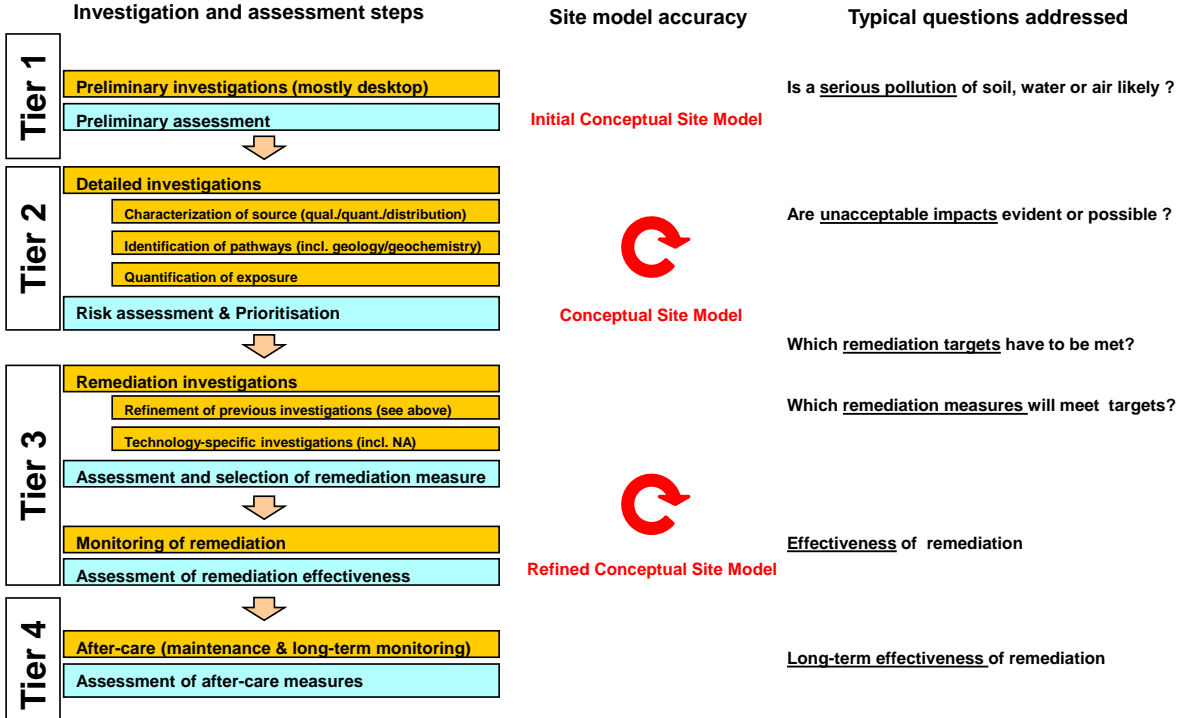 Investigation and assessment steps
Site model accuracy
Typical questions addressed
Tier 1
Preliminary investigations (mostly desktop)
Is a serious pollution of soil, water or air likely ?
Preliminary assessment
Initial Conceptual Site Model
Tier 2
Detailed investigations
Characterization of source (qual./quant./distribution)
Are unacceptable impacts evident or possible ?
Identification of pathways (incl. geology/geochemistry)
Quantification of exposure
Risk assessment & Prioritisation
Conceptual Site Model
Which remediation targets have to be met?
Tier 3
Remediation investigations
Refinement of previous investigations (see above)
Which remediation measures will meet targets?
Technology-specific investigations (incl. NA)
Assessment and selection of remediation measure
Monitoring of remediation
Effectiveness of remediation
Assessment of remediation effectiveness
Refined Conceptual Site Model
Tier 4
After-care (maintenance & long-term monitoring)
Long-term effectiveness of remediation
Assessment of after-care measures